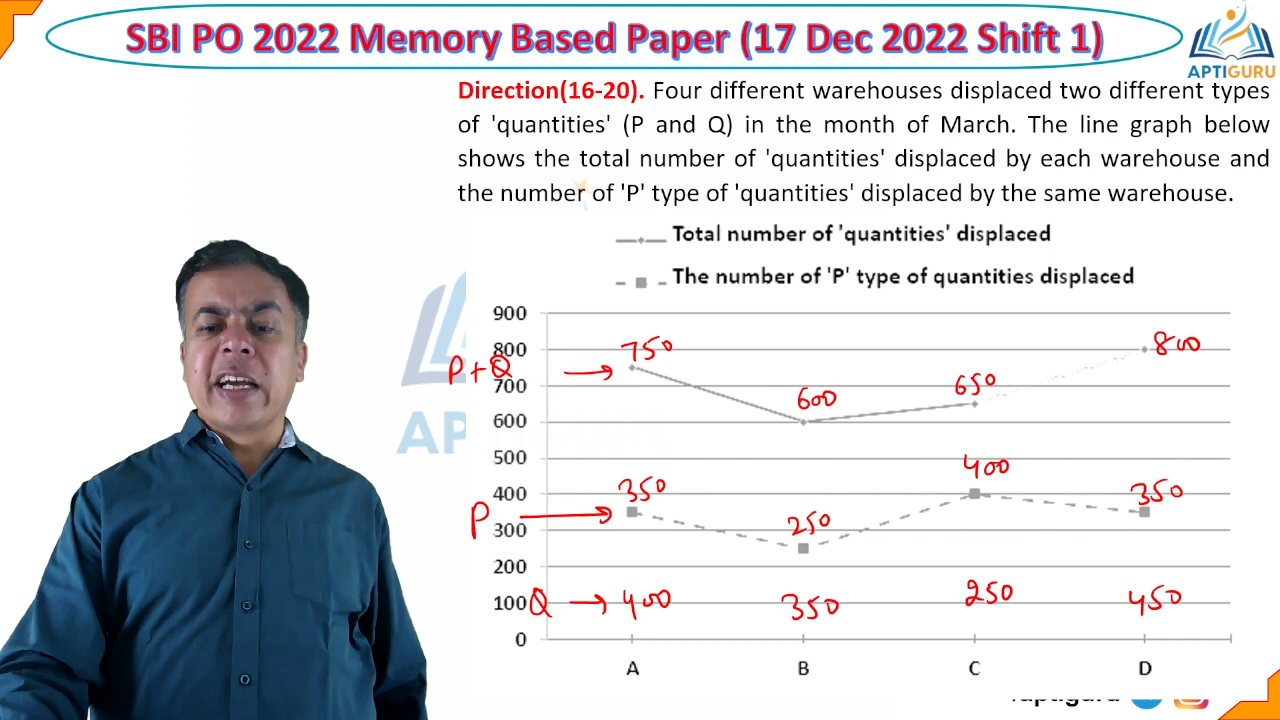 SBI PO 2022 Memory Based Paper (17 Dec 2022 Shift 1)
APTIGURU
Direction(16-20). Four different warehouses displaced two different types
of 'quantities' (P and Q) in the month of March. The line graph below
shows the total number of 'quantities' displaced by each warehouse and
the number of 'P' type of 'quantities' displaced by the same warehouse.
Total number of 'quantities' displaced
The number of 'P' type of quantities displaced
900
800
750
800
P+Q
700
650
600
600
500
400
400
350
350
P
300
250
200
100
Q
400
350
250
450
0
A B C D